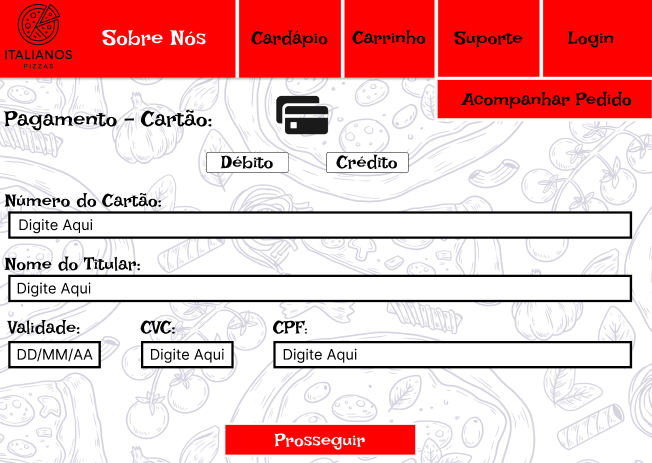 ITALIANOS
PIZZAS
Sobre Nós
Cardápio
Carrinho
Suporte
Login
Acompanhar Pedido
Pagamento - Cartão:
Débito
Crédito
Número do Cartão:
Digite Aqui
Nome do Titular:
Digite Aqui
Validade:
CVC:
CPF:
DD/MM/AA
Digite Aqui
Digite Aqui
Prosseguir